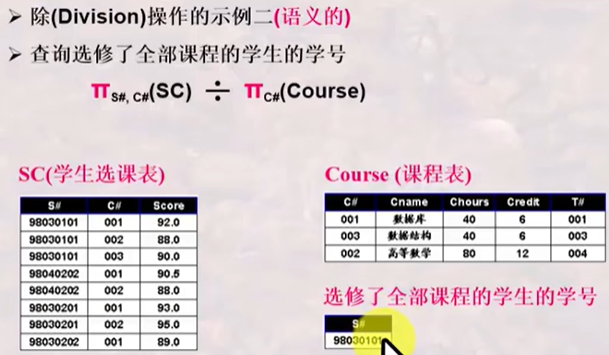 ➢ 除(Division)操作的示例二(语义的)
➢ 查询选修了全部课程的学生的学号
π S#, C#(SC) ÷ π C#(Course)
SC(学生选课表)
S# C# Score
98030101 001 92.0
98030101 002 88.0
98030101 003 90.0
98040202 001 90.5
98040202 002 88.0
98030201 001 93.0
98030201 002 95.0
98030202 001 89.0
Course (课程表)
C# Cname Chours Credit T#
001 数据库 40 6 001
003 数据结构 40 6 003
002 高等数学 80 12 004
选修了全部课程的学生的学号
S#
98030101